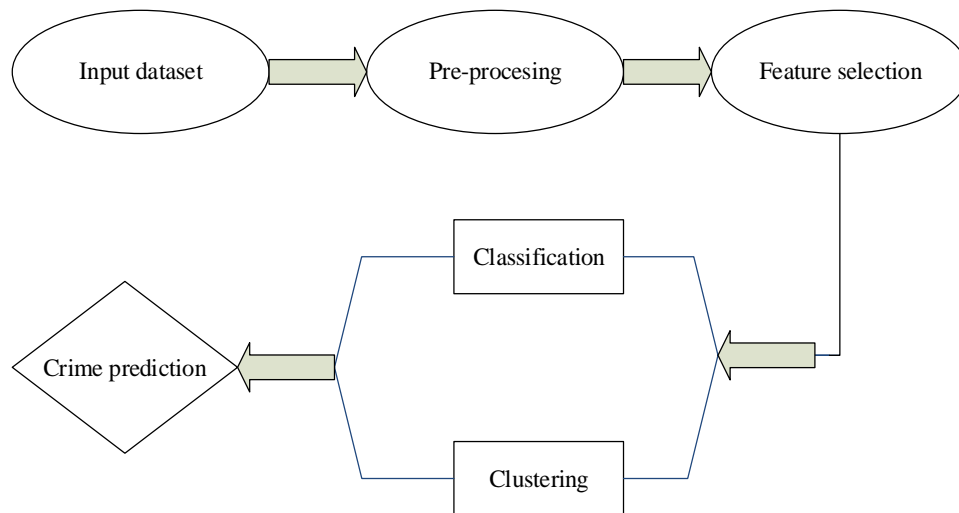 Input dataset
Pre-procesing
Feature selection
Classification
Crime prediction
Clustering